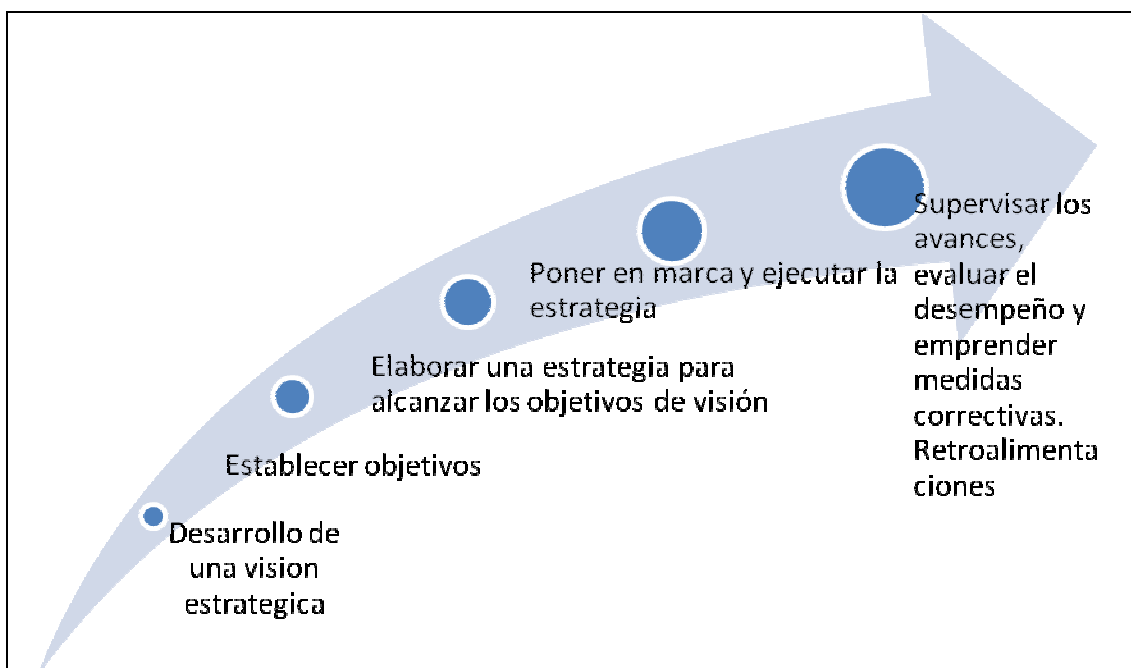 Desarrollo de
una vision
estrategica
Establecer objetivos
Elaborar una estrategia para
alcanzar los objetivos de visión
Poner en marca y ejecutar la
estrategia
Supervisar los
avances,
evaluar el
desempeño y
emprender
medidas
correctivas.
Retroalimenta
ciones